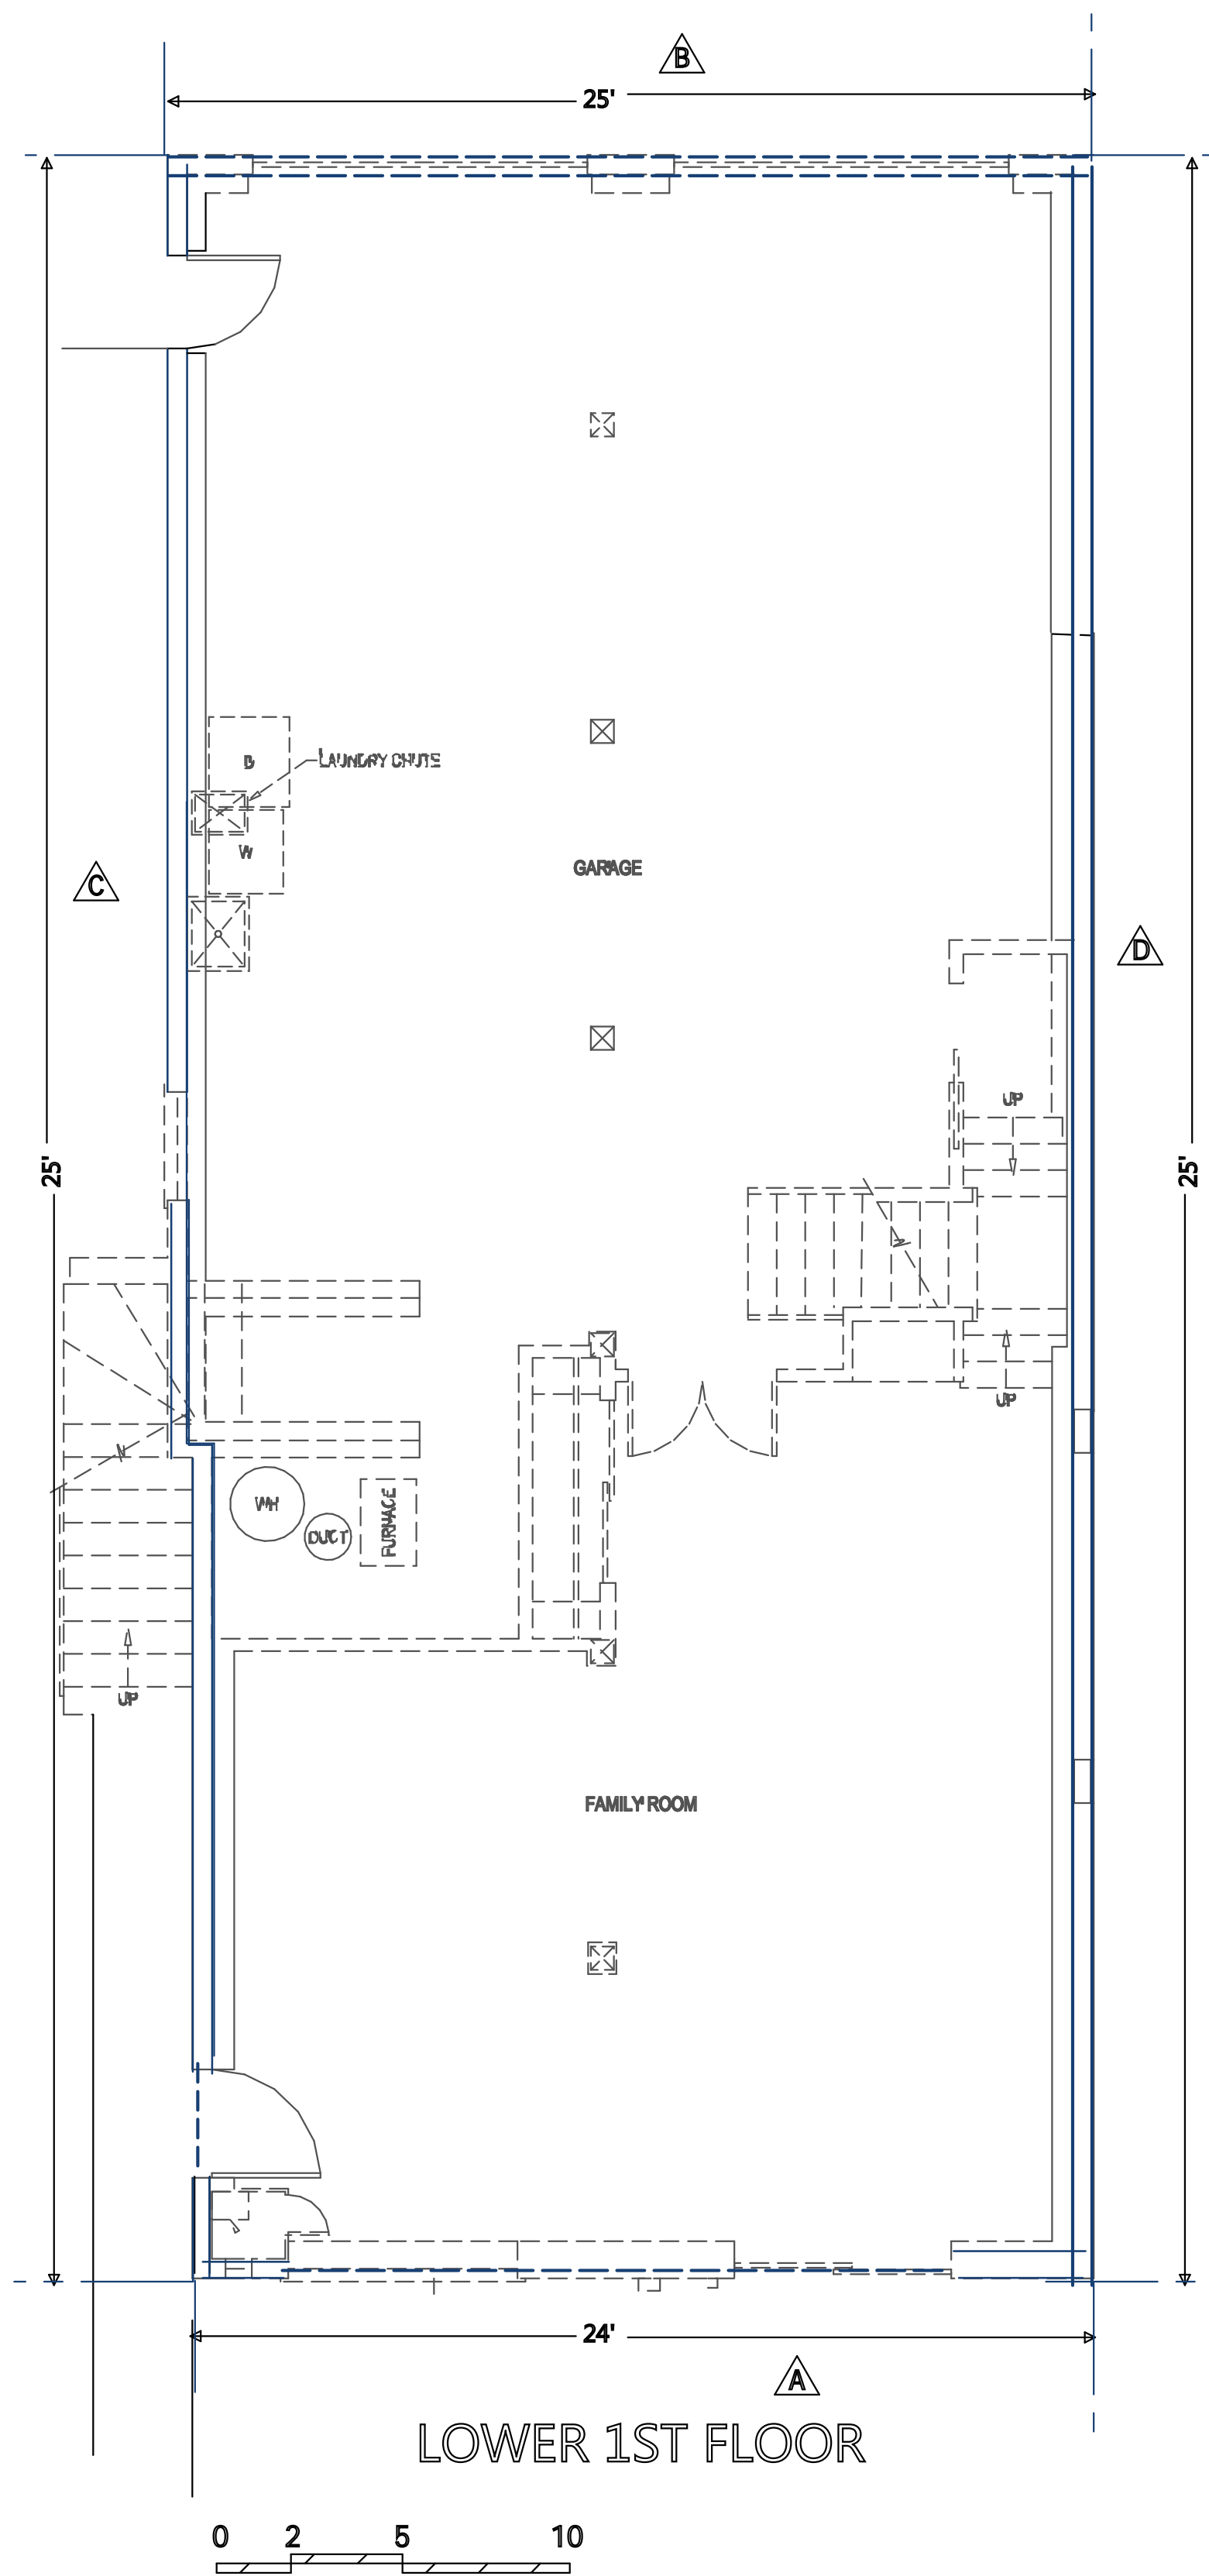 B
25'
D
LAUNDRY CHUTE
W
GARAGE
C
D
UP
25'
25'
UP
WH
DUCT
FURNACE
UP
FAMILY ROOM
24'
A
LOWER 1ST FLOOR
0 2 5 10